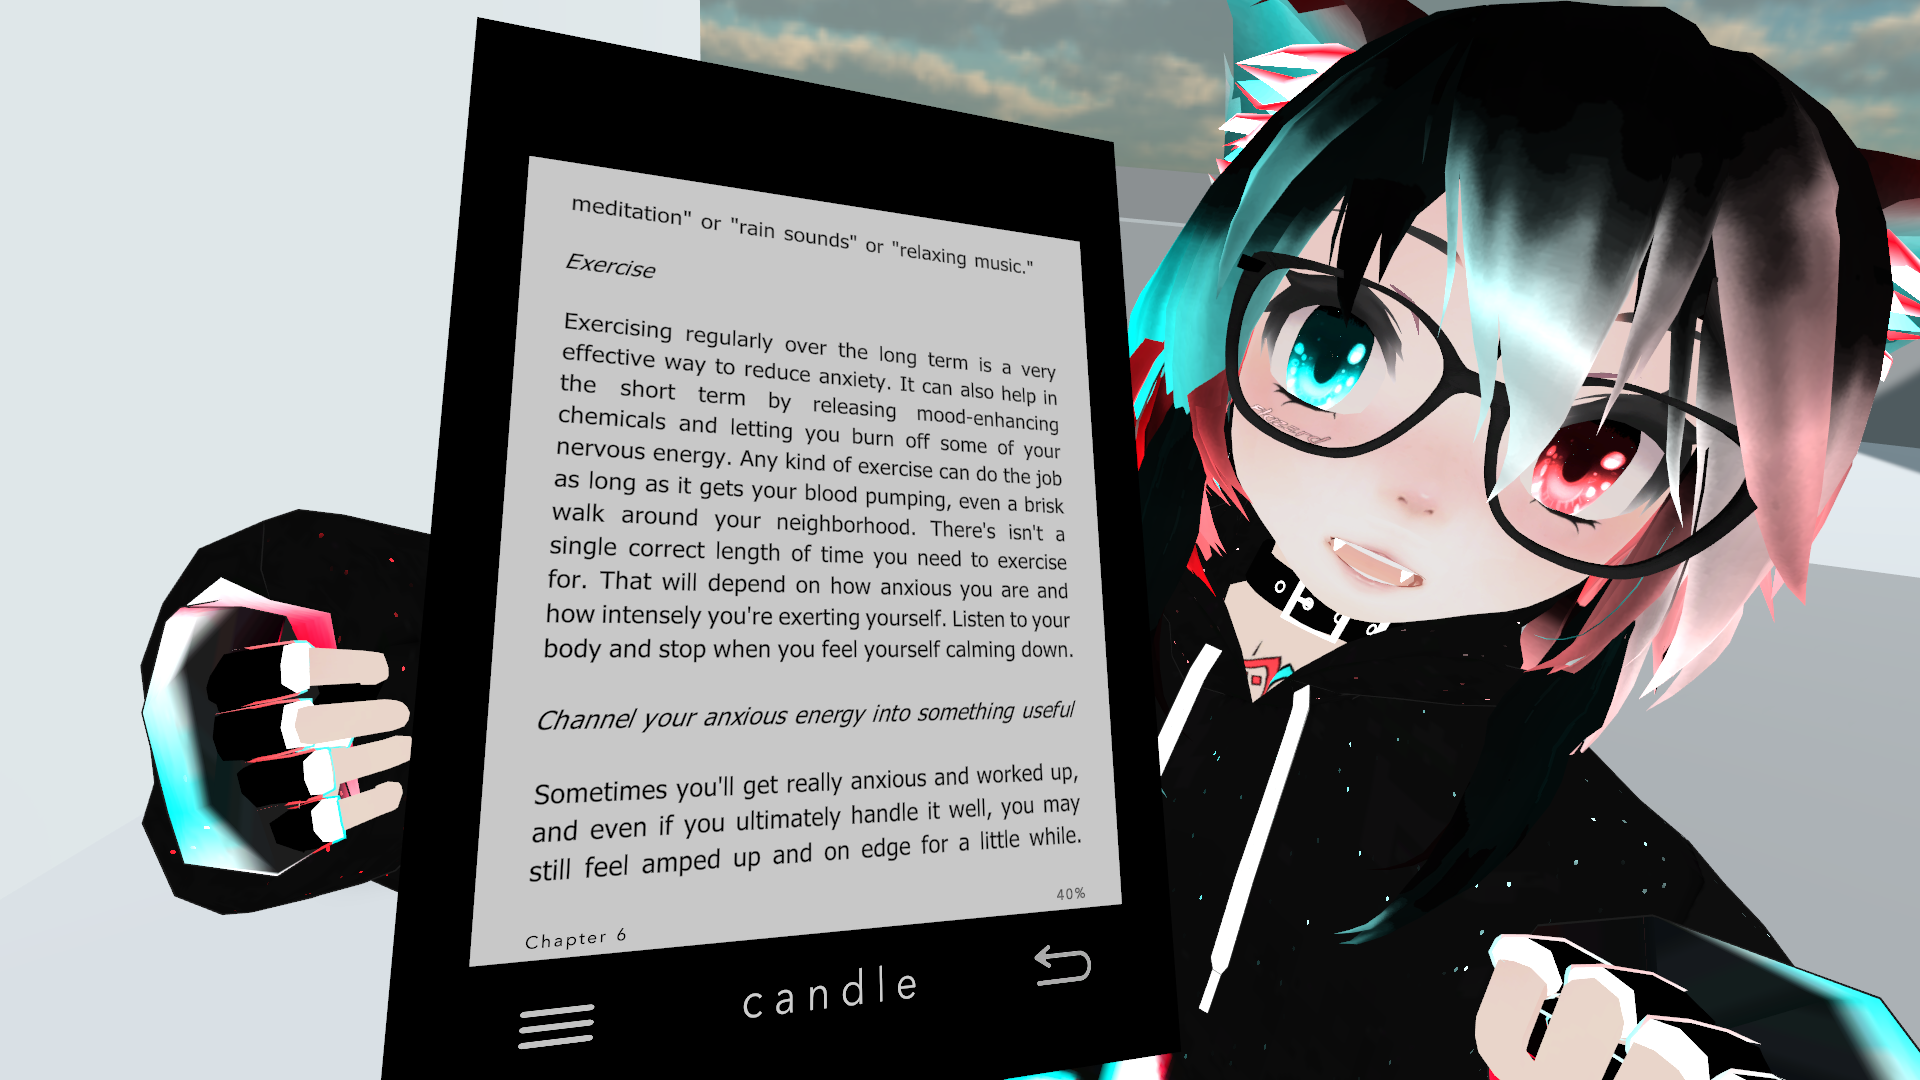 meditation" or "rain sounds" or "relaxing music."
Exercise
Exercising regularly over the long term is a very
effective way to reduce anxiety. It can also help in
the short term by releasing mood-enhancing
chemicals and letting you burn off some of your
nervous energy. Any kind of exercise can do the job
as long as it gets your blood pumping, even a brisk
walk around your neighborhood. There's isn't a
single correct length of time you need to exercise
for. That will depend on how anxious you are and
how intensely you're exerting yourself. Listen to your
body and stop when you feel yourself calming down.
Channel your anxious energy into something useful
Sometimes you'll get really anxious and worked up,
and even if you ultimately handle it well, you may
still feel amped up and on edge for a little while.
40%
Chapter 6
candle